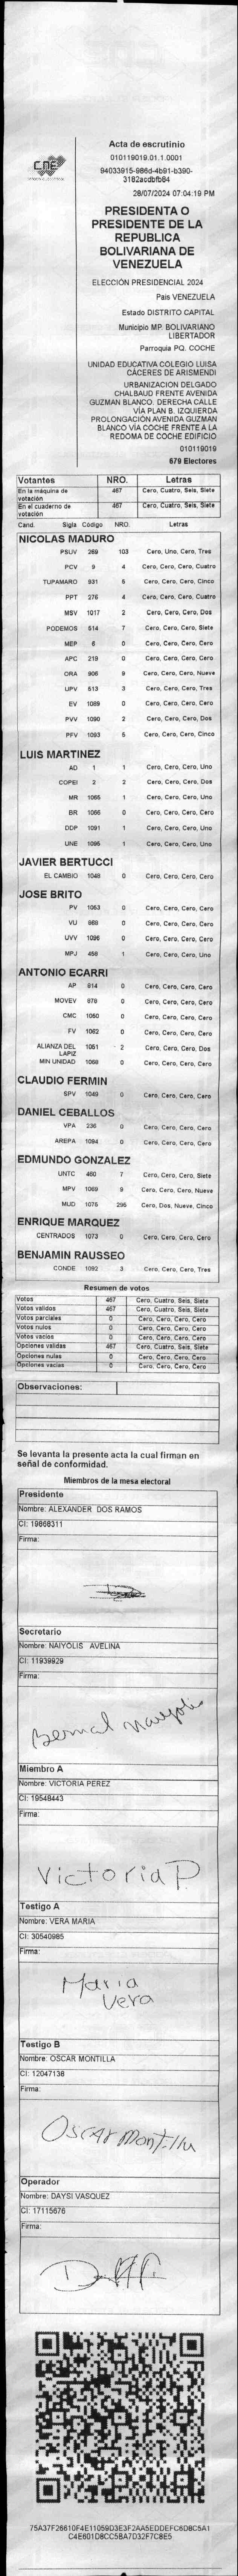 CNE
Acta de escrutinio
010119019.01.1.0001
94033915-986d-4b91-b390-
3182acdbfb84
28/07/2024 07:04:19 PM
PRESIDENTA O
PRESIDENTE DE LA
REPUBLICA
BOLIVARIANA DE
VENEZUELA
ELECCIÓN PRESIDENCIAL 2024
País VENEZUELA
Estado DISTRITO CAPITAL
Municipio MP. BOLIVARIANO
LIBERTADOR
Parroquia PQ. COCHE
UNIDAD EDUCATIVA COLEGIO LUISA
CÁCERES DE ARISMENDI
URBANIZACION DELGADO
CHALBAUD FRENTE AVENIDA
GUZMAN BLANCO. DERECHA CALLE
VÍA PLAN B. IZQUIERDA
PROLONGACIÓN AVENIDA GUZMAN
BLANCO VÍA COCHE FRENTE A LA
REDOMA DE COCHE EDIFICIO
010119019
679 Electores
Votantes NRO. Letras
En la máquina de votación 467 Cero, Cuatro, Seis, Siete
En el cuaderno de votación 467 Cero, Cuatro, Seis, Siete
Cand. Sigla Código NRO. Letras
NICOLAS MADURO
PSUV 269 103 Cero, Uno, Cero, Tres
PCV 9 4 Cero, Cero, Cero, Cuatro
TUPAMARO 931 5 Cero, Cero, Cero, Cinco
PPT 276 4 Cero, Cero, Cero, Cuatro
MSV 1017 2 Cero, Cero, Cero, Dos
PODEMOS 514 7 Cero, Cero, Cero, Siete
MEP 6 0 Cero, Cero, Cero, Cero
APC 219 0 Cero, Cero, Cero, Cero
ORA 906 9 Cero, Cero, Cero, Nueve
UPV 513 3 Cero, Cero, Cero, Tres
EV 1089 0 Cero, Cero, Cero, Cero
PVV 1090 2 Cero, Cero, Cero, Dos
PFV 1093 5 Cero, Cero, Cero, Cinco
LUIS MARTINEZ
AD 1 1 Cero, Cero, Cero, Uno
COPEI 2 2 Cero, Cero, Cero, Dos
MR 1065 1 Cero, Cero, Cero, Uno
BR 1066 0 Cero, Cero, Cero, Cero
DDP 1091 1 Cero, Cero, Cero, Uno
UNE 1095 1 Cero, Cero, Cero, Uno
JAVIER BERTUCCI
EL CAMBIO 1048 0 Cero, Cero, Cero, Cero
JOSE BRITO
PV 1063 0 Cero, Cero, Cero, Cero
VU 869 0 Cero, Cero, Cero, Cero
UVV 1096 0 Cero, Cero, Cero, Cero
MPJ 458 1 Cero, Cero, Cero, Uno
ANTONIO ECARRI
AP 814 0 Cero, Cero, Cero, Cero
MOVEV 878 0 Cero, Cero, Cero, Cero
CMC 1050 0 Cero, Cero, Cero, Cero
FV 1062 0 Cero, Cero, Cero, Cero
ALIANZA DEL LAPIZ 1051 2 Cero, Cero, Cero, Dos
MIN UNIDAD 1068 0 Cero, Cero, Cero, Cero
CLAUDIO FERMIN
SPV 1049 0 Cero, Cero, Cero, Cero
DANIEL CEBALLOS
VPA 236 0 Cero, Cero, Cero, Cero
AREPA 1094 0 Cero, Cero, Cero, Cero
EDMUNDO GONZALEZ
UNTC 460 7 Cero, Cero, Cero, Siete
MPV 1069 9 Cero, Cero, Cero, Nueve
MUD 1075 295 Cero, Dos, Nueve, Cinco
ENRIQUE MARQUEZ
CENTRADOS 1073 0 Cero, Cero, Cero, Cero
BENJAMIN RAUSSEO
CONDE 1092 3 Cero, Cero, Cero, Tres
Resumen de votos
Votos 467 Cero, Cuatro, Seis, Siete
Votos validos 467 Cero, Cuatro, Seis, Siete
Votos parciales 0 Cero, Cero, Cero, Cero
Votos nulos 0 Cero, Cero, Cero, Cero
Votos vacios 0 Cero, Cero, Cero, Cero
Opciones validas 467 Cero, Cuatro, Seis, Siete
Opciones nulas 0 Cero, Cero, Cero, Cero
Opciones vacias 0 Cero, Cero, Cero, Cero
Observaciones:
Se levanta la presente acta la cual firman en
señal de conformidad.
Miembros de la mesa electoral
Presidente
Nombre: ALEXANDER DOS RAMOS
CI: 19868311
Firma:
Secretario
Nombre: NAIYOLIS AVELINA
CI: 11939929
Firma:
Bernal
Miembro A
Nombre: VICTORIA PEREZ
CI: 19548443
Firma:
Victoria P
Testigo A
Nombre: VERA MARIA
CI: 30540985
Firma:
Maria
Vera
Testigo B
Nombre: OSCAR MONTILLA
CI: 12047138
Firma:
Oscar Montilla
Operador
Nombre: DAYSI VASQUEZ
CI: 17115676
Firma:
75A37F26610F4E11059D3E3F2AA5EDDEFC6D8C5A1
C4E601D8CC5BA7D32F7C8E5